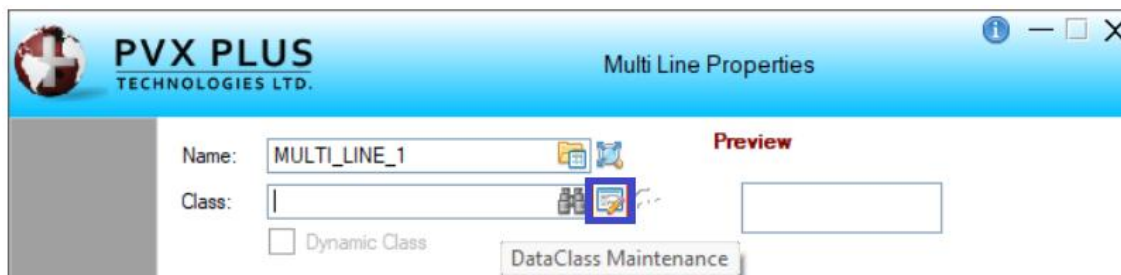 PVX PLUS
TECHNOLOGIES LTD.
Multi Line Properties
Name:
MULTI_LINE_1
Preview
Class:
Dynamic Class
DataClass Maintenance